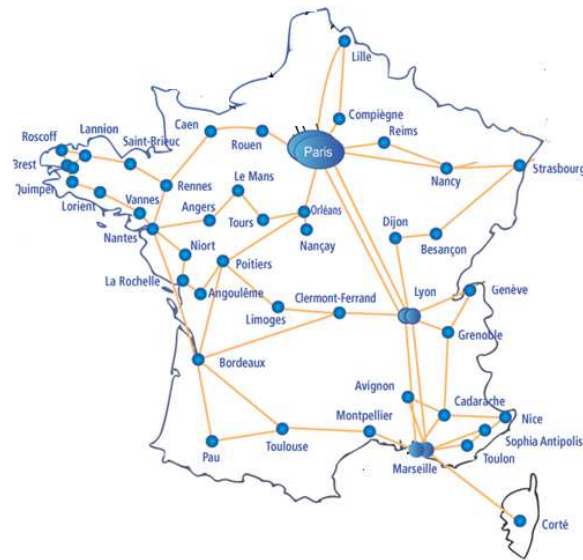 Lille
Compiègne
Caen
Rouen
Reims
Paris
Roscoff
Lannion
Saint-Brieuc
Brest
Rennes
Nancy
Strasbourg
Quimper
Le Mans
Lorient
Vannes
Angers
Tours
Orléans
Nantes
Nançay
Dijon
Besançon
Niort
Poitiers
La Rochelle
Angoulême
Lyon
Genève
Clermont-Ferrand
Limoges
Grenoble
Bordeaux
Avignon
Cadarache
Montpellier
Nice
Sophia Antipolis
Toulouse
Pau
Marseille
Toulon
Corté